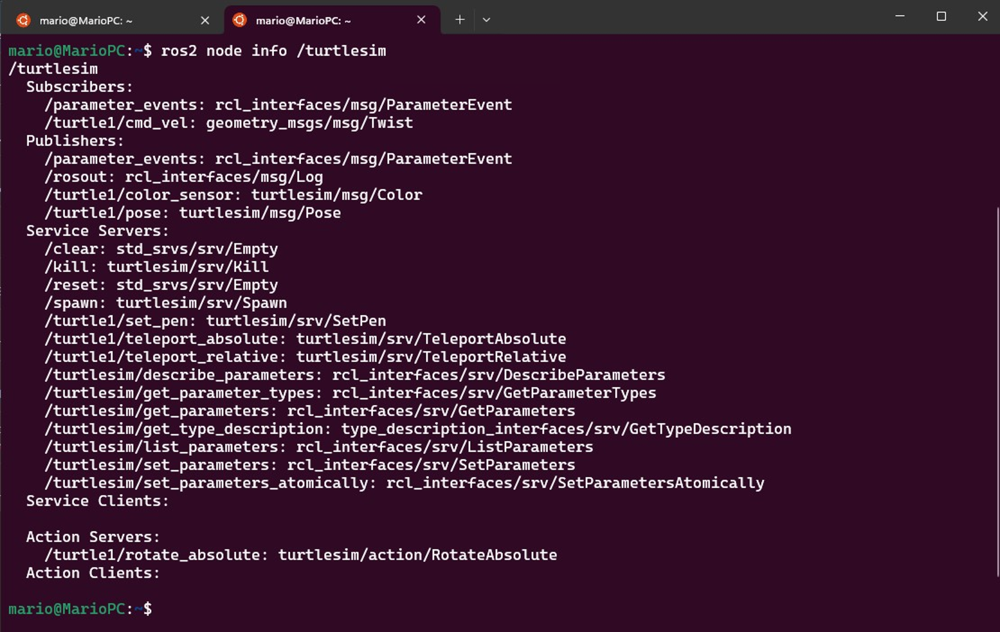 mario@MarioPC: ~
mario@MarioPC: ~
mario@MarioPC:~$ ros2 node info /turtlesim
/turtlesim
  Subscribers:
    /parameter_events: rcl_interfaces/msg/ParameterEvent
    /turtle1/cmd_vel: geometry_msgs/msg/Twist
  Publishers:
    /parameter_events: rcl_interfaces/msg/ParameterEvent
    /rosout: rcl_interfaces/msg/Log
    /turtle1/color_sensor: turtlesim/msg/Color
    /turtle1/pose: turtlesim/msg/Pose
  Service Servers:
    /clear: std_srvs/srv/Empty
    /kill: turtlesim/srv/Kill
    /reset: std_srvs/srv/Empty
    /spawn: turtlesim/srv/Spawn
    /turtle1/set_pen: turtlesim/srv/SetPen
    /turtle1/teleport_absolute: turtlesim/srv/TeleportAbsolute
    /turtle1/teleport_relative: turtlesim/srv/TeleportRelative
    /turtlesim/describe_parameters: rcl_interfaces/srv/DescribeParameters
    /turtlesim/get_parameter_types: rcl_interfaces/srv/GetParameterTypes
    /turtlesim/get_parameters: rcl_interfaces/srv/GetParameters
    /turtlesim/get_type_description: type_description_interfaces/srv/GetTypeDescription
    /turtlesim/list_parameters: rcl_interfaces/srv/ListParameters
    /turtlesim/set_parameters: rcl_interfaces/srv/SetParameters
    /turtlesim/set_parameters_atomically: rcl_interfaces/srv/SetParametersAtomically
  Service Clients:
  Action Servers:
    /turtle1/rotate_absolute: turtlesim/action/RotateAbsolute
  Action Clients:
mario@MarioPC:~$